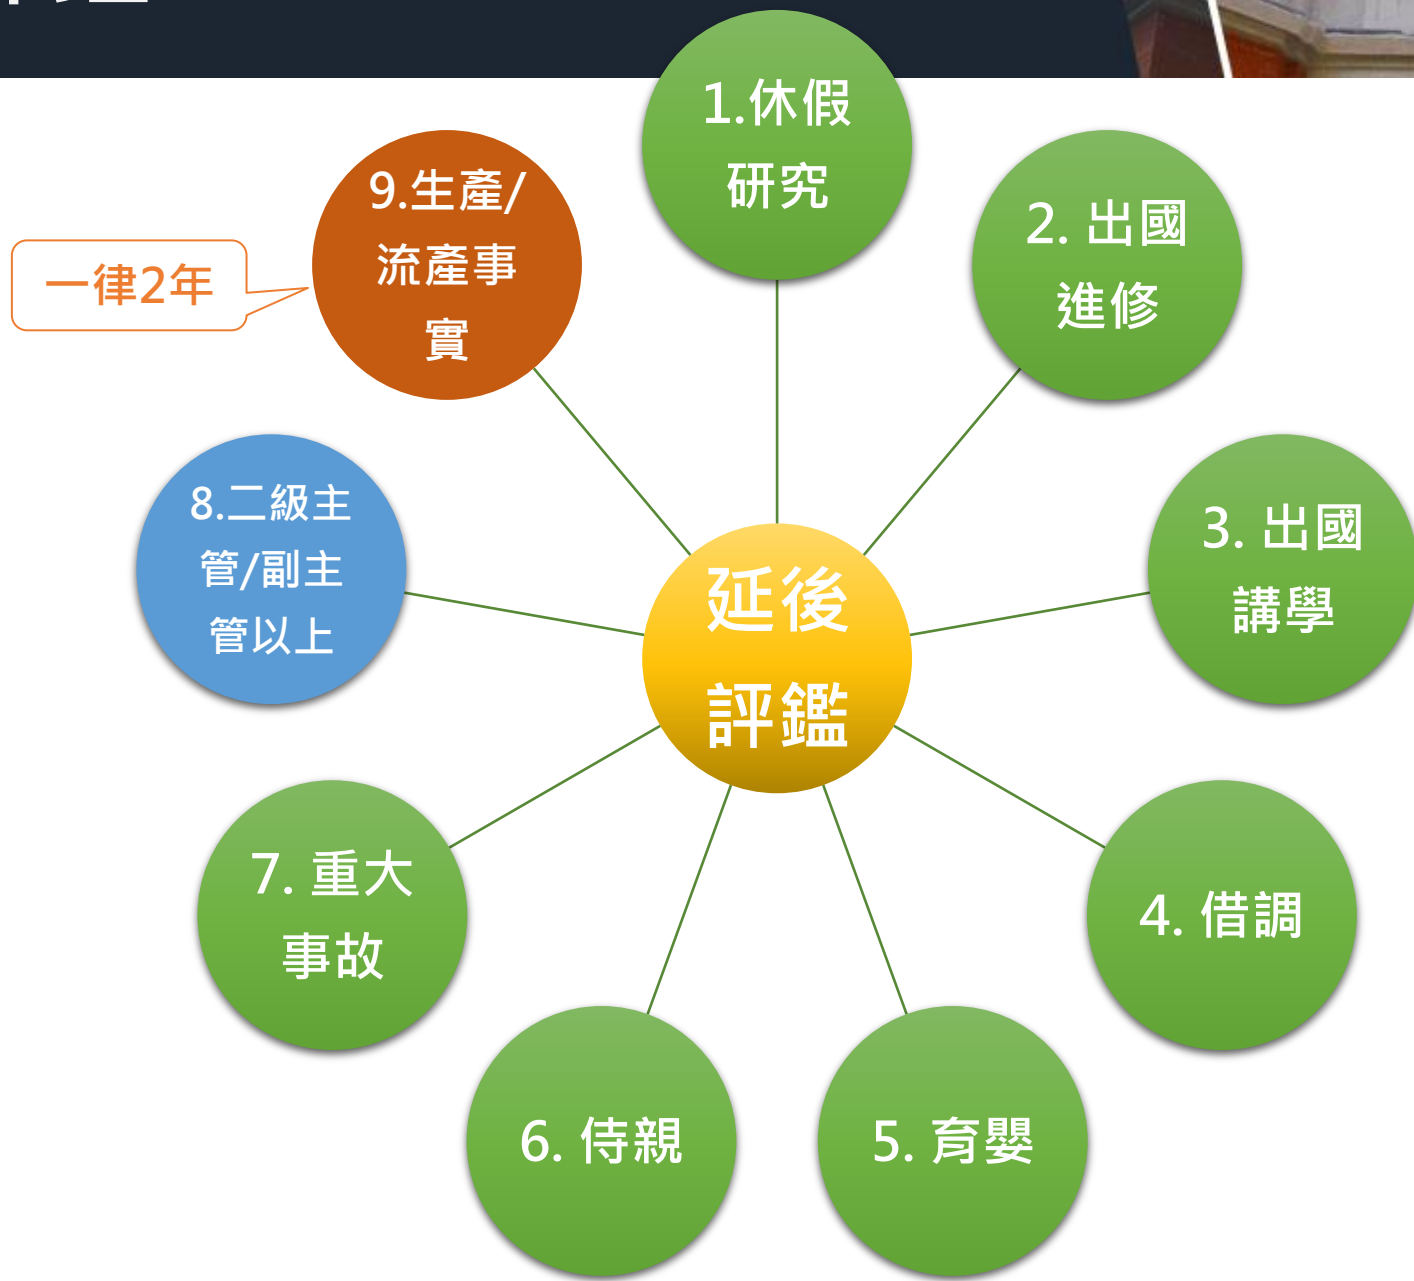 1.休假
研究
2. 出國
進修
3. 出國
講學
4. 借調
5. 育嬰
6. 侍親
7. 重大
事故
8.二級主
管/副主
管以上
9.生產/
流產事
實
一律2年
延後
評鑑